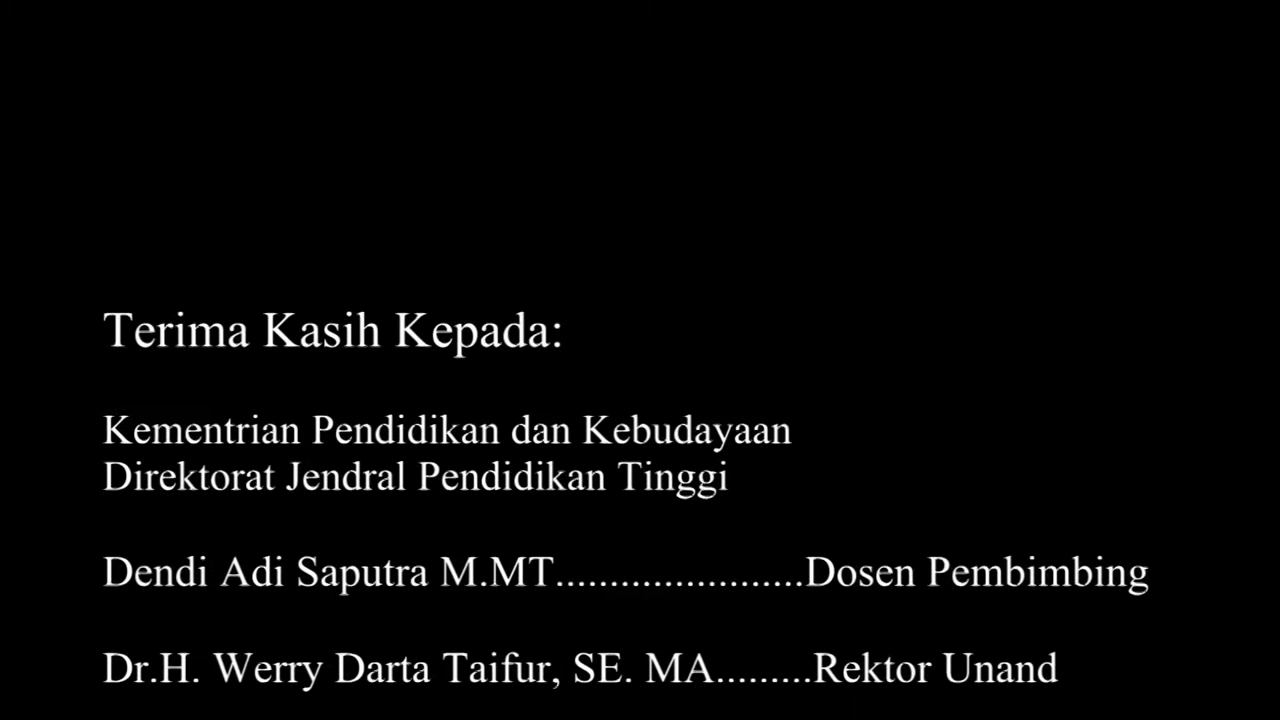 Terima Kasih Kepada:
Kementrian Pendidikan dan Kebudayaan
Direktorat Jendral Pendidikan Tinggi
Dendi Adi Saputra M.MT.......................Dosen Pembimbing
Dr.H. Werry Darta Taifur, SE. MA.........Rektor Unand